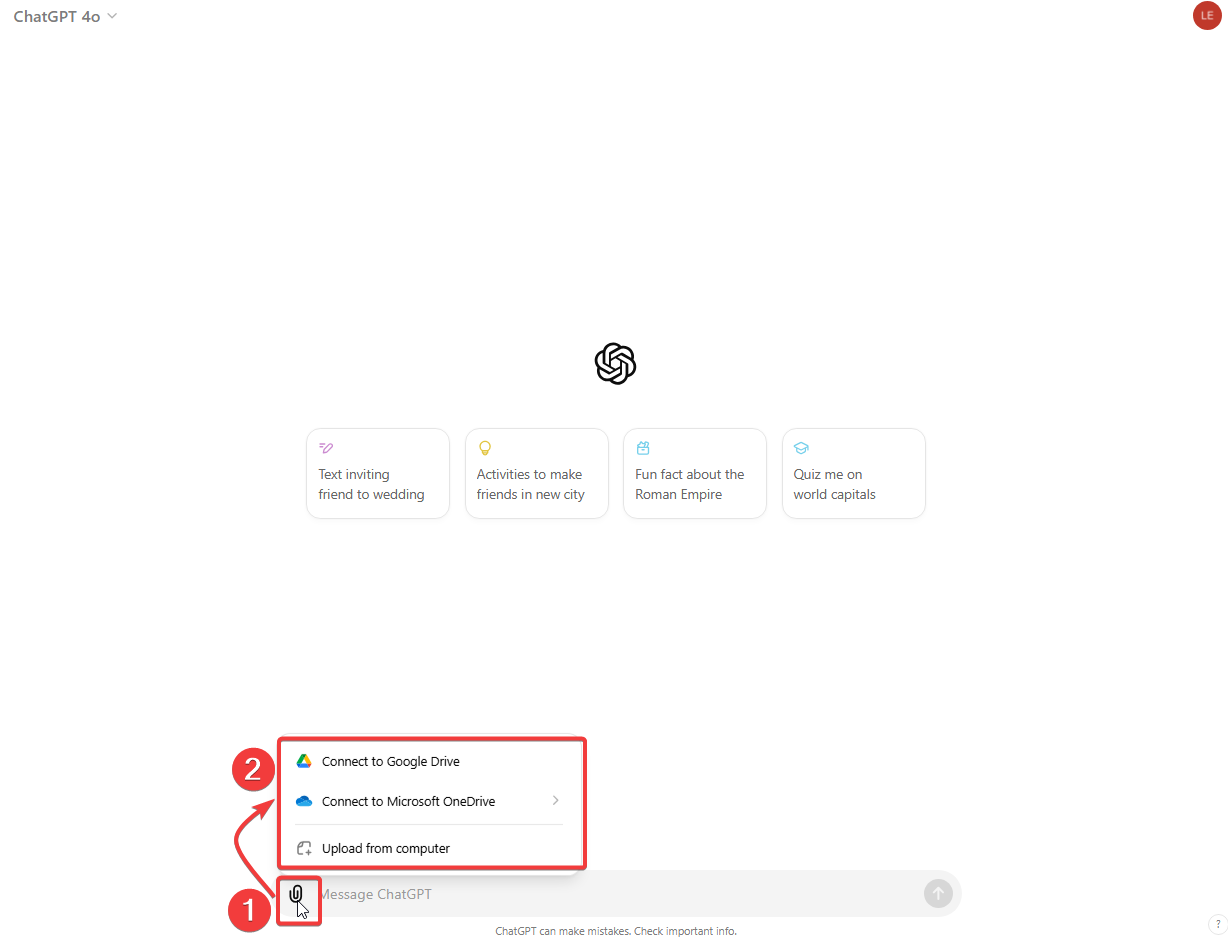 ChatGPT 4o
LE
Text inviting
friend to wedding
Activities to make
friends in new city
Fun fact about the
Roman Empire
Quiz me on
world capitals
2
Connect to Google Drive
Connect to Microsoft OneDrive
Upload from computer
1
Message ChatGPT
ChatGPT can make mistakes. Check important info.
?